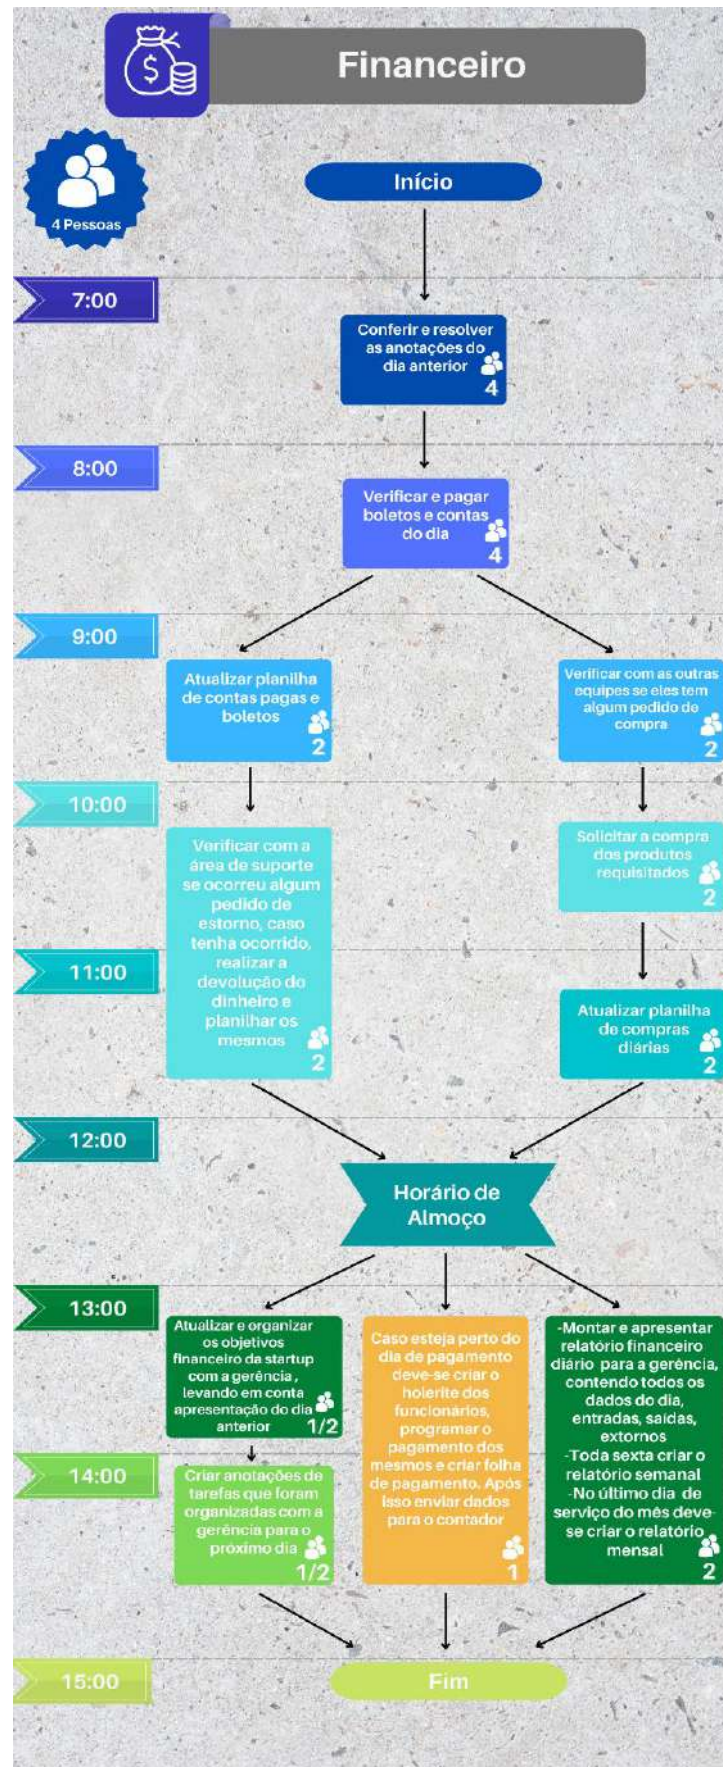 Financeiro
4 Pessoas
Início
7:00
Conferir e resolver
as anotações do
dia anterior
4
8:00
Verificar e pagar
boletos e contas
do dia
4
9:00
Atualizar planilha
de contas pagas e
boletos
2
Verificar com as outras
equipes se eles tem
algum pedido de
compra
2
10:00
Verificar com a
área de suporte
se ocorreu algum
pedido de
estorno, caso
tenha ocorrido,
realizar a
devolução do
dinheiro e
planilhar os
mesmos
2
Solicitar a compra
dos produtos
requisitados
2
11:00
Atualizar planilha
de compras
diárias
2
12:00
Horário de
Almoço
13:00
Atualizar e organizar
os objetivos
financeiro da startup
com a gerência ,
levando em conta
apresentação do dia
anterior
1/2
Caso esteja perto do
dia de pagamento
deve-se criar o
holerite dos
funcionários,
programar o
pagamento dos
mesmos e criar folha
de pagamento. Após
isso enviar dados
para o contador
1
-Montar e apresentar
relatório financeiro
diário para a gerência,
contendo todos os
dados do dia,
entradas, saídas,
extornos
-Toda sexta criar o
relatório semanal
-No último dia de
serviço do mês deve-
se criar o relatório
mensal
2
14:00
Criar anotações de
tarefas que foram
organizadas com a
gerência para o
próximo dia
1/2
15:00
Fim